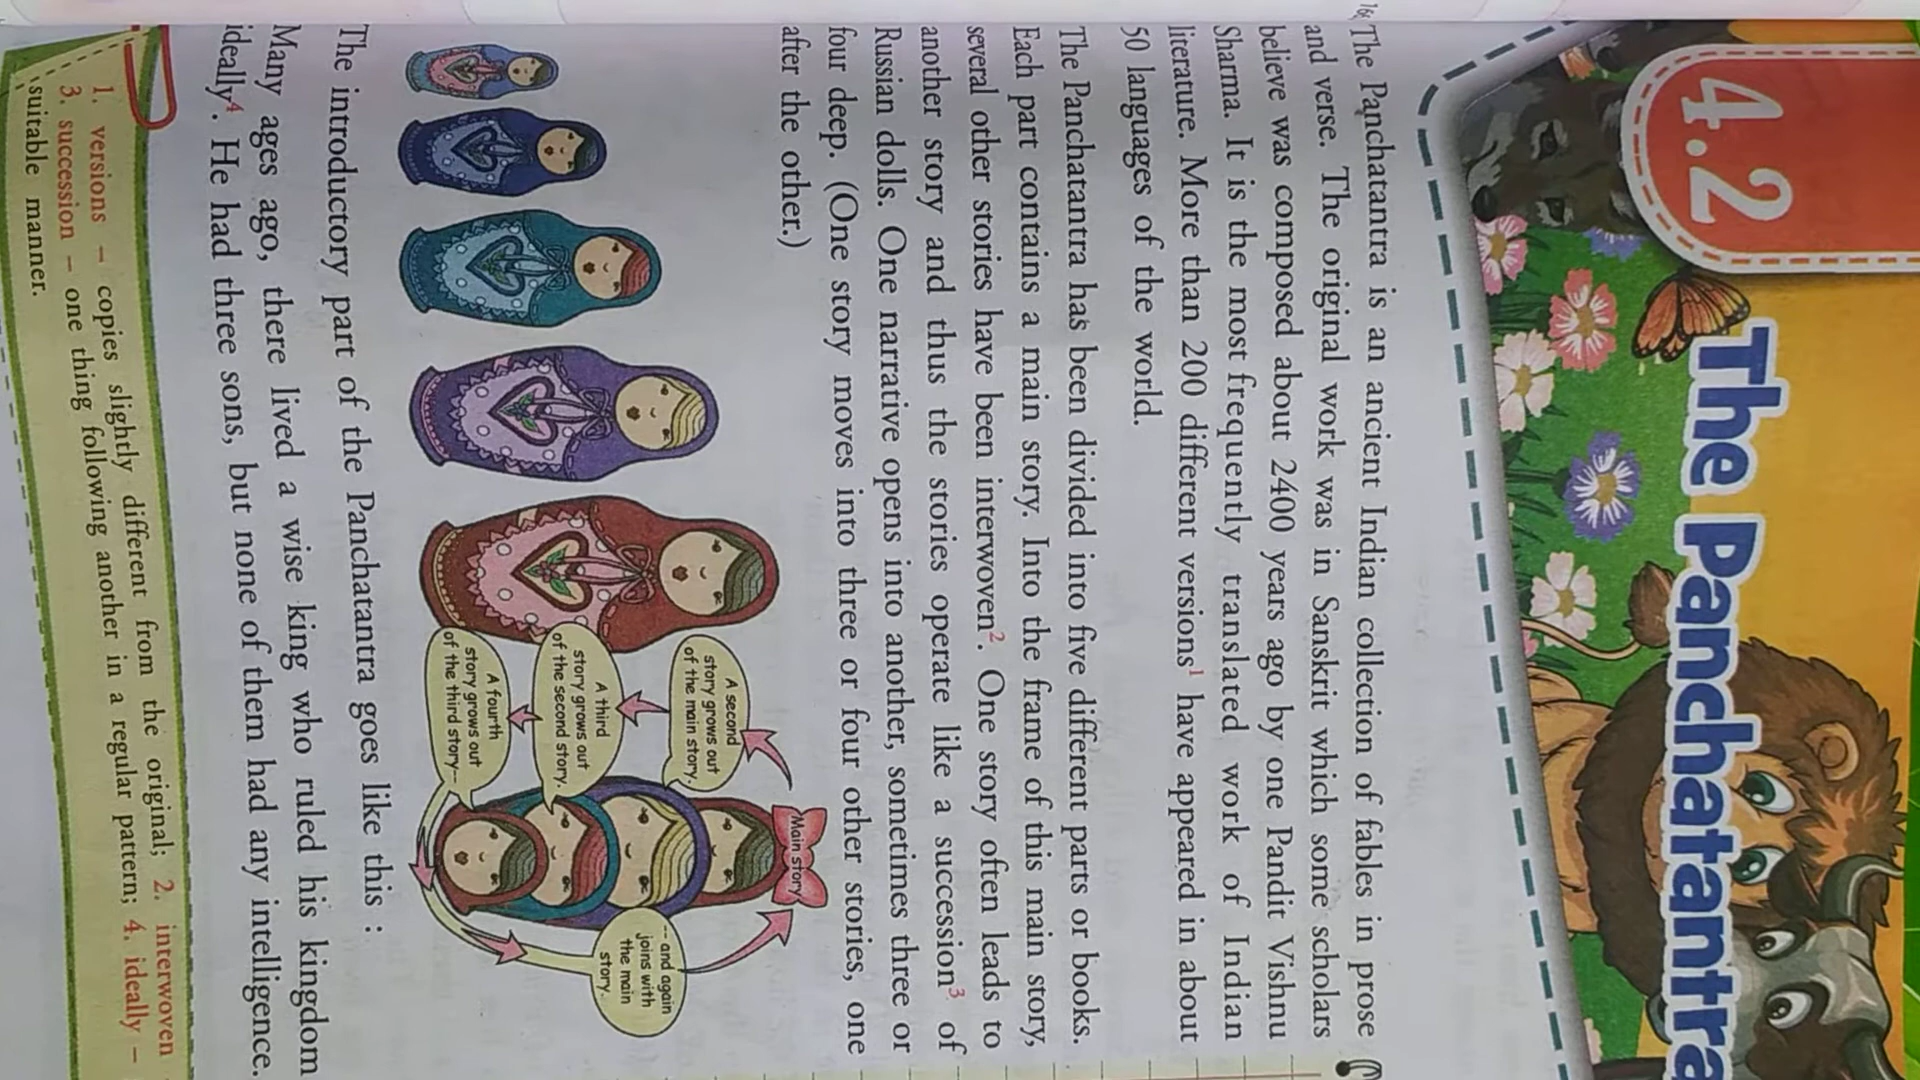 4.2
The Panchatantra
The Panchatantra is an ancient Indian collection of fables in prose
and verse. The original work was in Sanskrit which some scholars
believe was composed about 2400 years ago by one Pandit Vishnu
Sharma. It is the most frequently translated work of Indian
literature. More than 200 different versions1 have appeared in about
50 languages of the world.
The Panchatantra has been divided into five different parts or books.
Each part contains a main story. Into the frame of this main story,
several other stories have been interwoven2. One story often leads to
another story and thus the stories operate like a succession3 of
Russian dolls. One narrative opens into another, sometimes three or
four deep. (One story moves into three or four other stories, one
after the other.)
Main story
A second
story grows out
of the main story.
A third
story grows out
of the second story.
A fourth
story grows out
of the third story--
-- and again
joins with
the main
story.
The introductory part of the Panchatantra goes like this :
Many ages ago, there lived a wise king who ruled his kingdom
ideally4. He had three sons, but none of them had any intelligence.
1. versions – copies slightly different from the original; 2. interwoven
3. succession – one thing following another in a regular pattern; 4. ideally –
suitable manner.